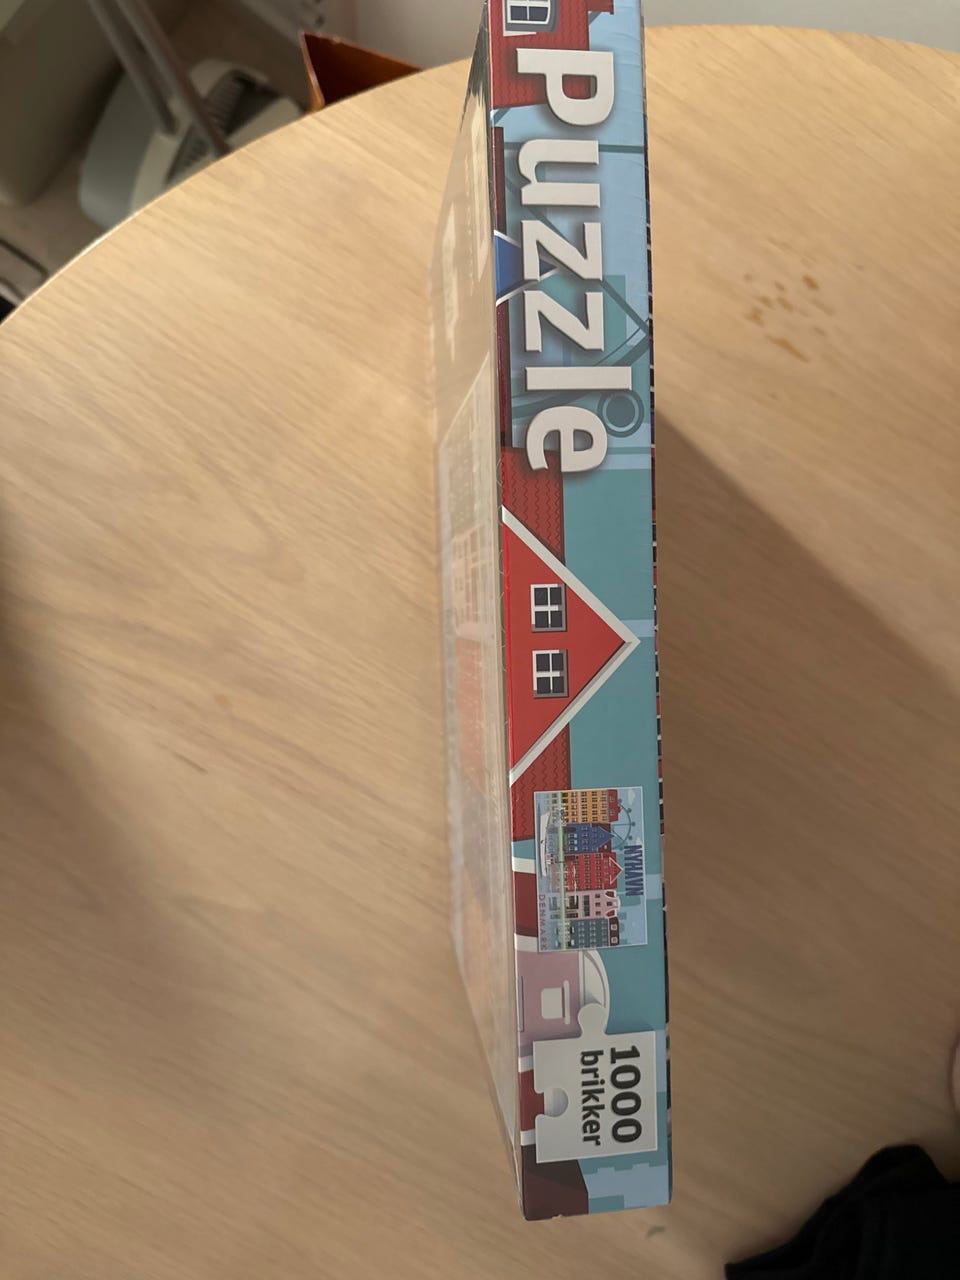 Puzzle
NYHAVN
DENMARK
1000
brikker